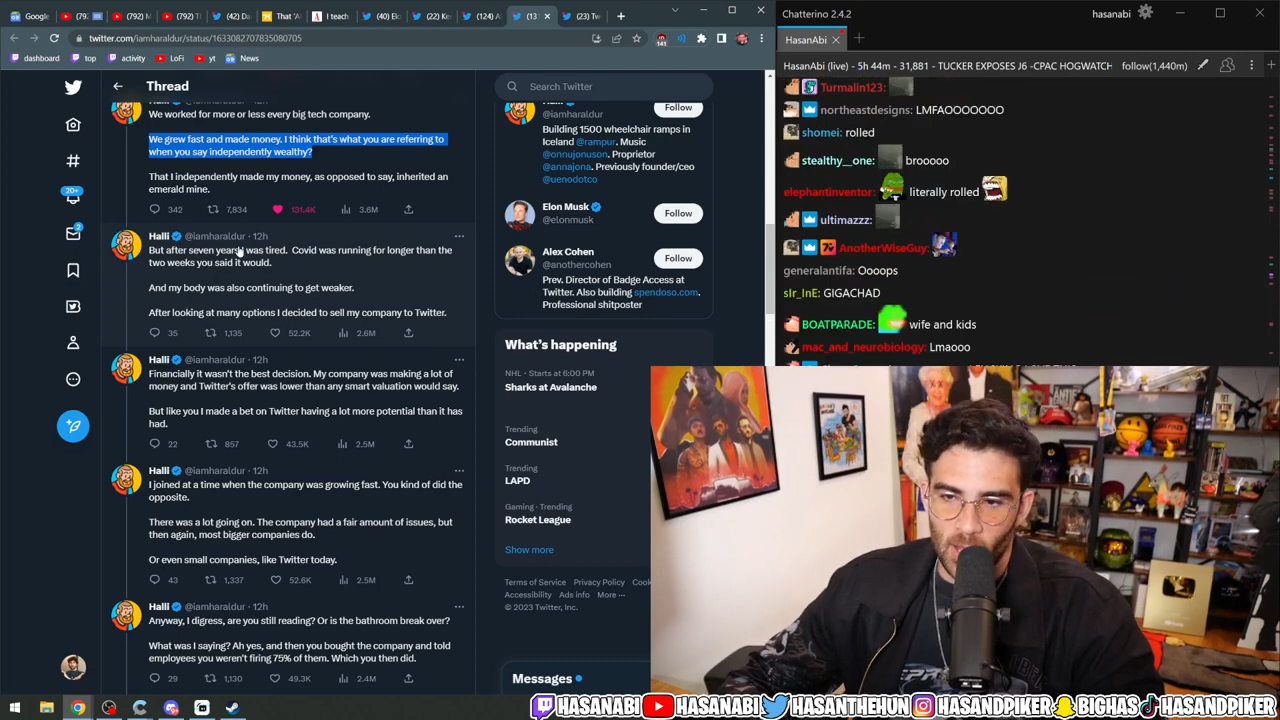 Google
twitter.com/iamharaldur/status/1633082707835080705
dashboard
top
activity
LoFi
yt
News
Thread
We worked for more or less every big tech company.
We grew fast and made money. I think that's what you are referring to
when you say independently wealthy?
That I independently made my money, as opposed to say, inherited an
emerald mine.
342 7,834 131.4K 3.6M
Halli @iamharaldur · 12h
But after seven years I was tired. Covid was running for longer than the
two weeks you said it would.
And my body was also continuing to get weaker.
After looking at many options I decided to sell my company to Twitter.
35 1,135 52.2K 2.6M
Halli @iamharaldur · 12h
Financially it wasn't the best decision. My company was making a lot of
money and Twitter's offer was lower than any smart valuation would say.
But like you I made a bet on Twitter having a lot more potential than it has
had.
22 857 43.5K 2.5M
Halli @iamharaldur · 12h
I joined at a time when the company was growing fast. You kind of did the
opposite.
There was a lot going on. The company had a fair amount of issues, but
then again, most bigger companies do.
Or even small companies, like Twitter today.
43 1,337 52.6K 2.5M
Halli @iamharaldur · 12h
Anyway, I digress, are you still reading? Or is the bathroom break over?
What was I saying? Ah yes, and then you bought the company and told
employees you weren't firing 75% of them. Which you then did.
29 1,130 49.3K 2.4M
20+
2
Search Twitter
@iamharaldur
Follow
Building 1500 wheelchair ramps in
Iceland @rampur. Music
@onnujonuson. Proprietor
@annajona. Previously founder/ceo
@uenodotco
Elon Musk
@elonmusk
Follow
Alex Cohen
@anothercohen
Follow
Prev. Director of Badge Access at
Twitter. Also building spendoso.com.
Professional shitposter
What's happening
NHL · Starts at 6:00 PM
Sharks at Avalanche
Trending
Communist
Trending
LAPD
Gaming · Trending
Rocket League
Show more
Terms of Service Privacy Policy
Accessibility Ads info More
© 2023 Twitter, Inc.
Messages
Chatterino 2.4.2
hasanabi
HasanAbi
HasanAbi (live) - 5h 44m - 31,881 - TUCKER EXPOSES J6 -CPAC HOGWATCH
follow(1,440m)
Turmalin123:
northeastdesigns: LMFAOOOOOOO
shomei: rolled
stealthy__one: brooooo
elephantinventor: literally rolled
ultimazzz:
AnotherWiseGuy:
generalantifa: Oooops
slr_InE: GIGACHAD
BOATPARADE: wife and kids
mac_and_neurobiology: Lmaooo
HASANABI HASANABI HASANTHEHUN HASANDPIKER BIGHAS HASANDPIKER